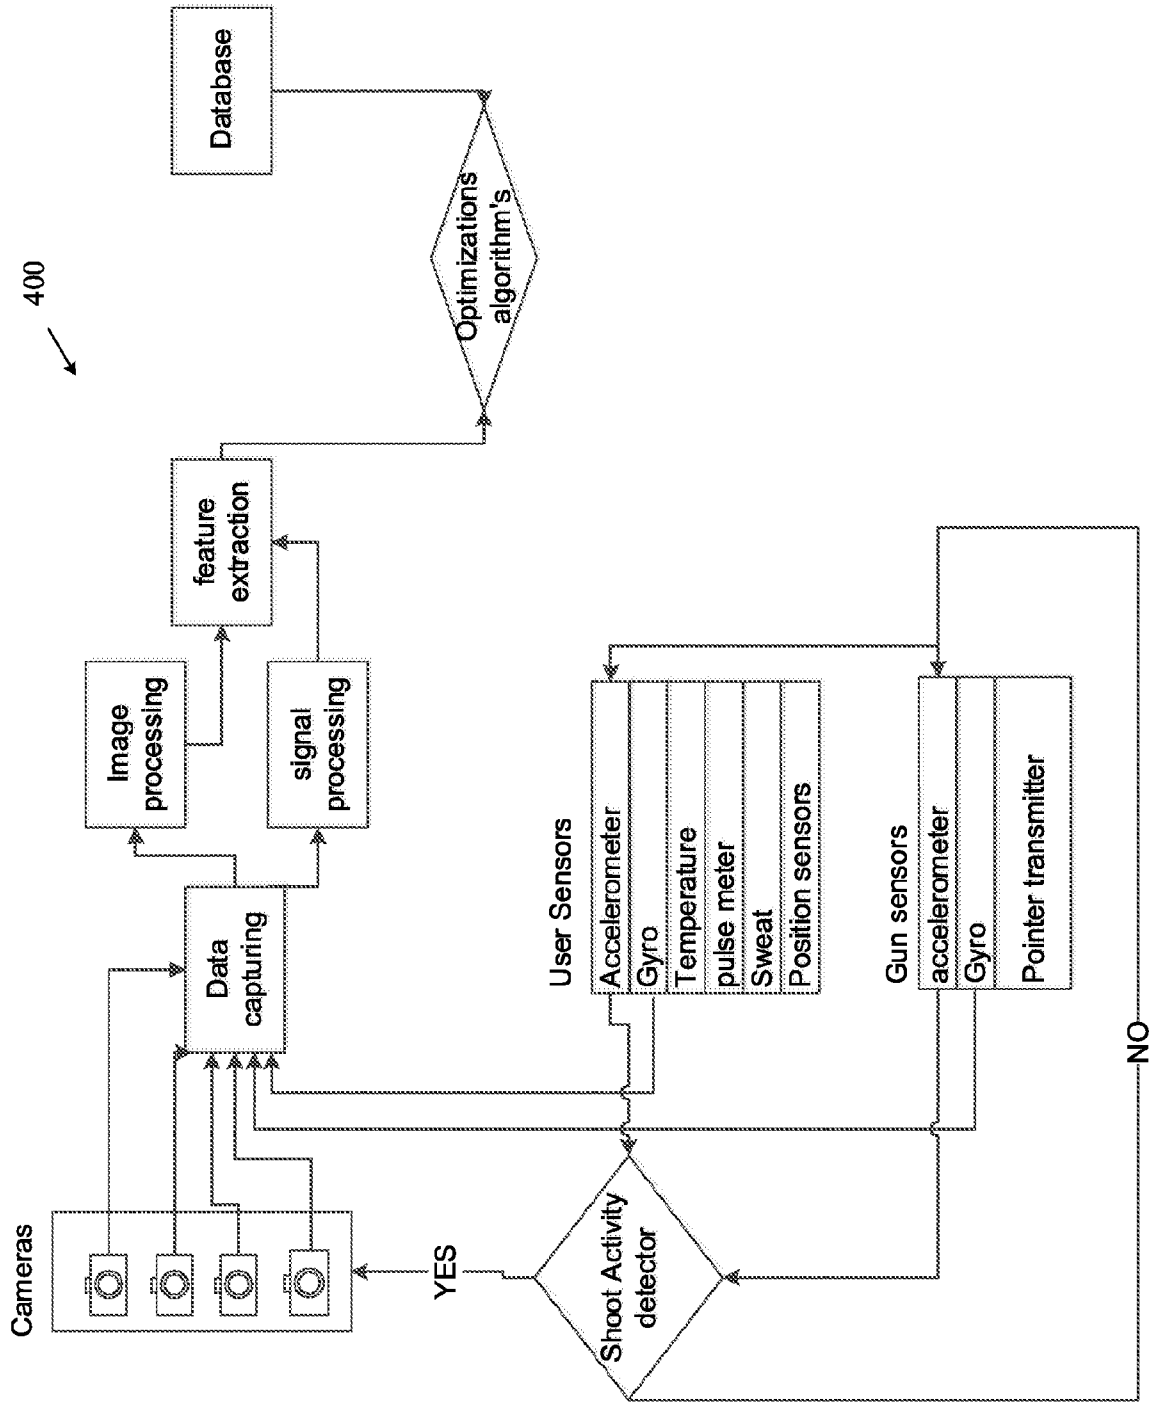 400
Cameras
Data
capturing
Image
processing
signal
processing
feature
extraction
Optimizations
algorithm's
Database
YES
Shoot Activity
detector
User Sensors
Accelerometer
Gyro
Temperature
pulse meter
Sweat
Position sensors
Gun sensors
accelerometer
Gyro
Pointer transmitter
NO